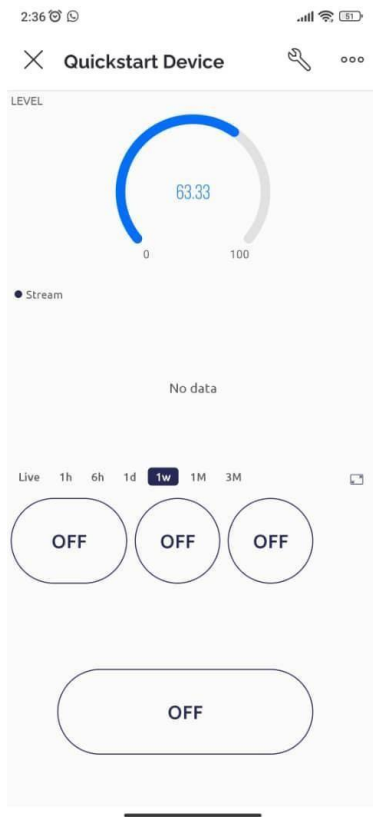 2:36 51
Quickstart Device
LEVEL
63.33
0 100
Stream
No data
Live 1h 6h 1d 1w 1M 3M
OFF OFF OFF
OFF